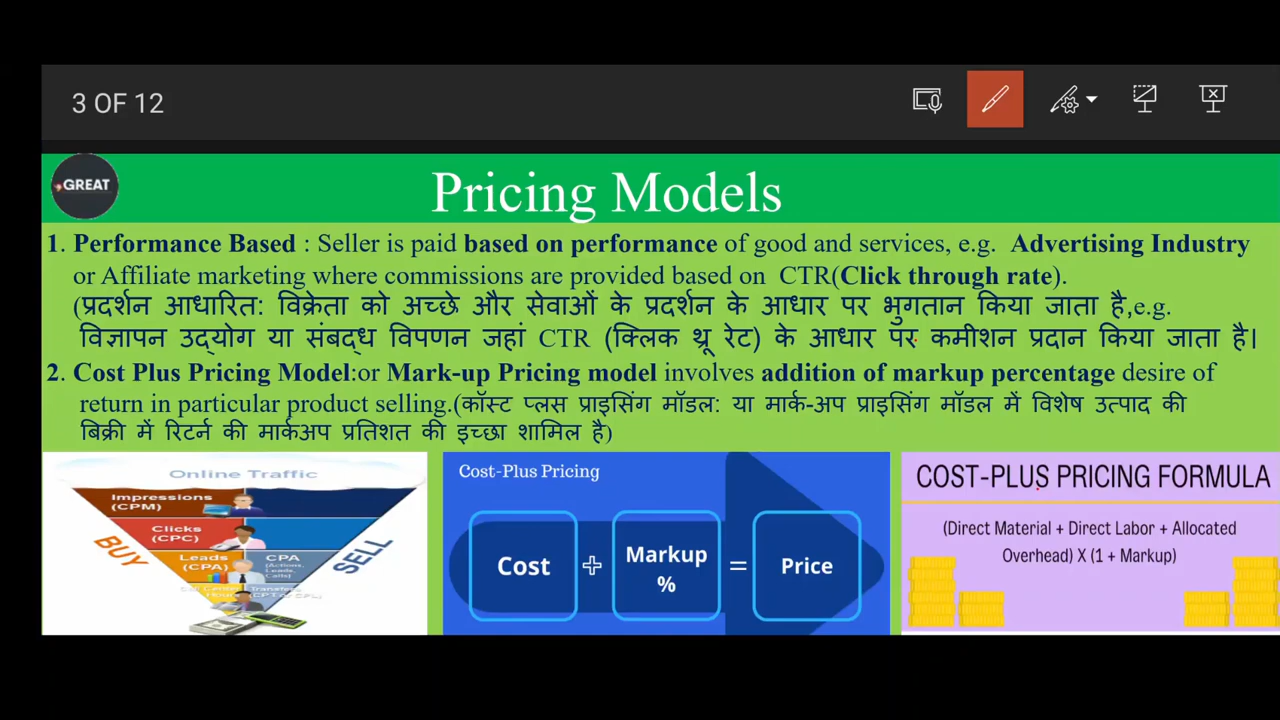 3 OF 12
GREAT
Pricing Models
1. Performance Based : Seller is paid based on performance of good and services, e.g. Advertising Industry
or Affiliate marketing where commissions are provided based on CTR(Click through rate).
(प्रदर्शन आधारित: विक्रेता को अच्छे और सेवाओं के प्रदर्शन के आधार पर भुगतान किया जाता है,e.g.
विज्ञापन उद्योग या संबद्ध विपणन जहां CTR (क्लिक थ्रू रेट) के आधार पर कमीशन प्रदान किया जाता है।
2. Cost Plus Pricing Model:or Mark-up Pricing model involves addition of markup percentage desire of
return in particular product selling.(कॉस्ट प्लस प्राइसिंग मॉडल: या मार्क-अप प्राइसिंग मॉडल में विशेष उत्पाद की
बिक्री में रिटर्न की मार्कअप प्रतिशत की इच्छा शामिल है)
Online Traffic
Impressions
(CPM)
Clicks
(CPC)
Leads
(CPA)
CPA
(Actions,
Leads,
Calls)
BUY
SELL
Cost-Plus Pricing
Cost + Markup % = Price
COST-PLUS PRICING FORMULA
(Direct Material + Direct Labor + Allocated
Overhead) X (1 + Markup)